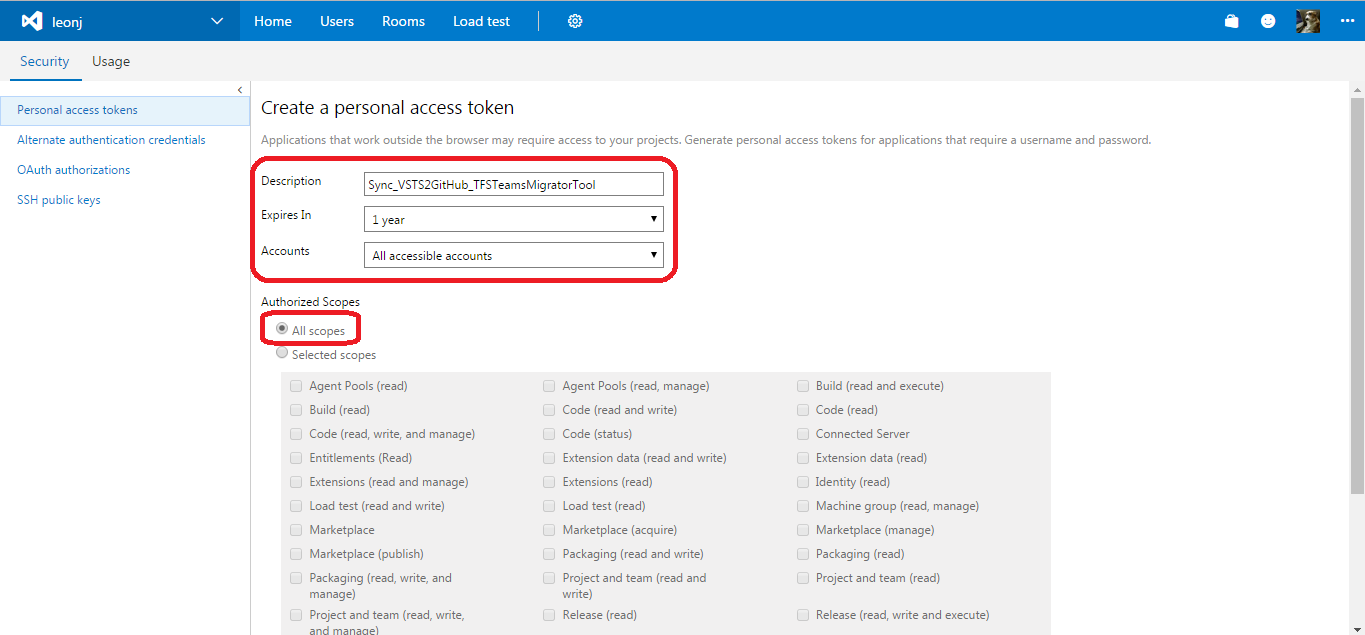 leonj Home Users Rooms Load test
Security Usage
Personal access tokens
Alternate authentication credentials
OAuth authorizations
SSH public keys
Create a personal access token
Applications that work outside the browser may require access to your projects. Generate personal access tokens for applications that require a username and password.
Description Sync_VSTS2GitHub_TFSTeamsMigratorTool
Expires In 1 year
Accounts All accessible accounts
Authorized Scopes
All scopes
Selected scopes
Agent Pools (read) Agent Pools (read, manage) Build (read and execute)
Build (read) Code (read and write) Code (read)
Code (read, write, and manage) Code (status) Connected Server
Entitlements (Read) Extension data (read and write) Extension data (read)
Extensions (read and manage) Extensions (read) Identity (read)
Load test (read and write) Load test (read) Machine group (read, manage)
Marketplace Marketplace (acquire) Marketplace (manage)
Marketplace (publish) Packaging (read and write) Packaging (read)
Packaging (read, write, and Project and team (read and Project and team (read)
manage) write)
Project and team (read, write, Release (read) Release (read, write and execute)
and manage)